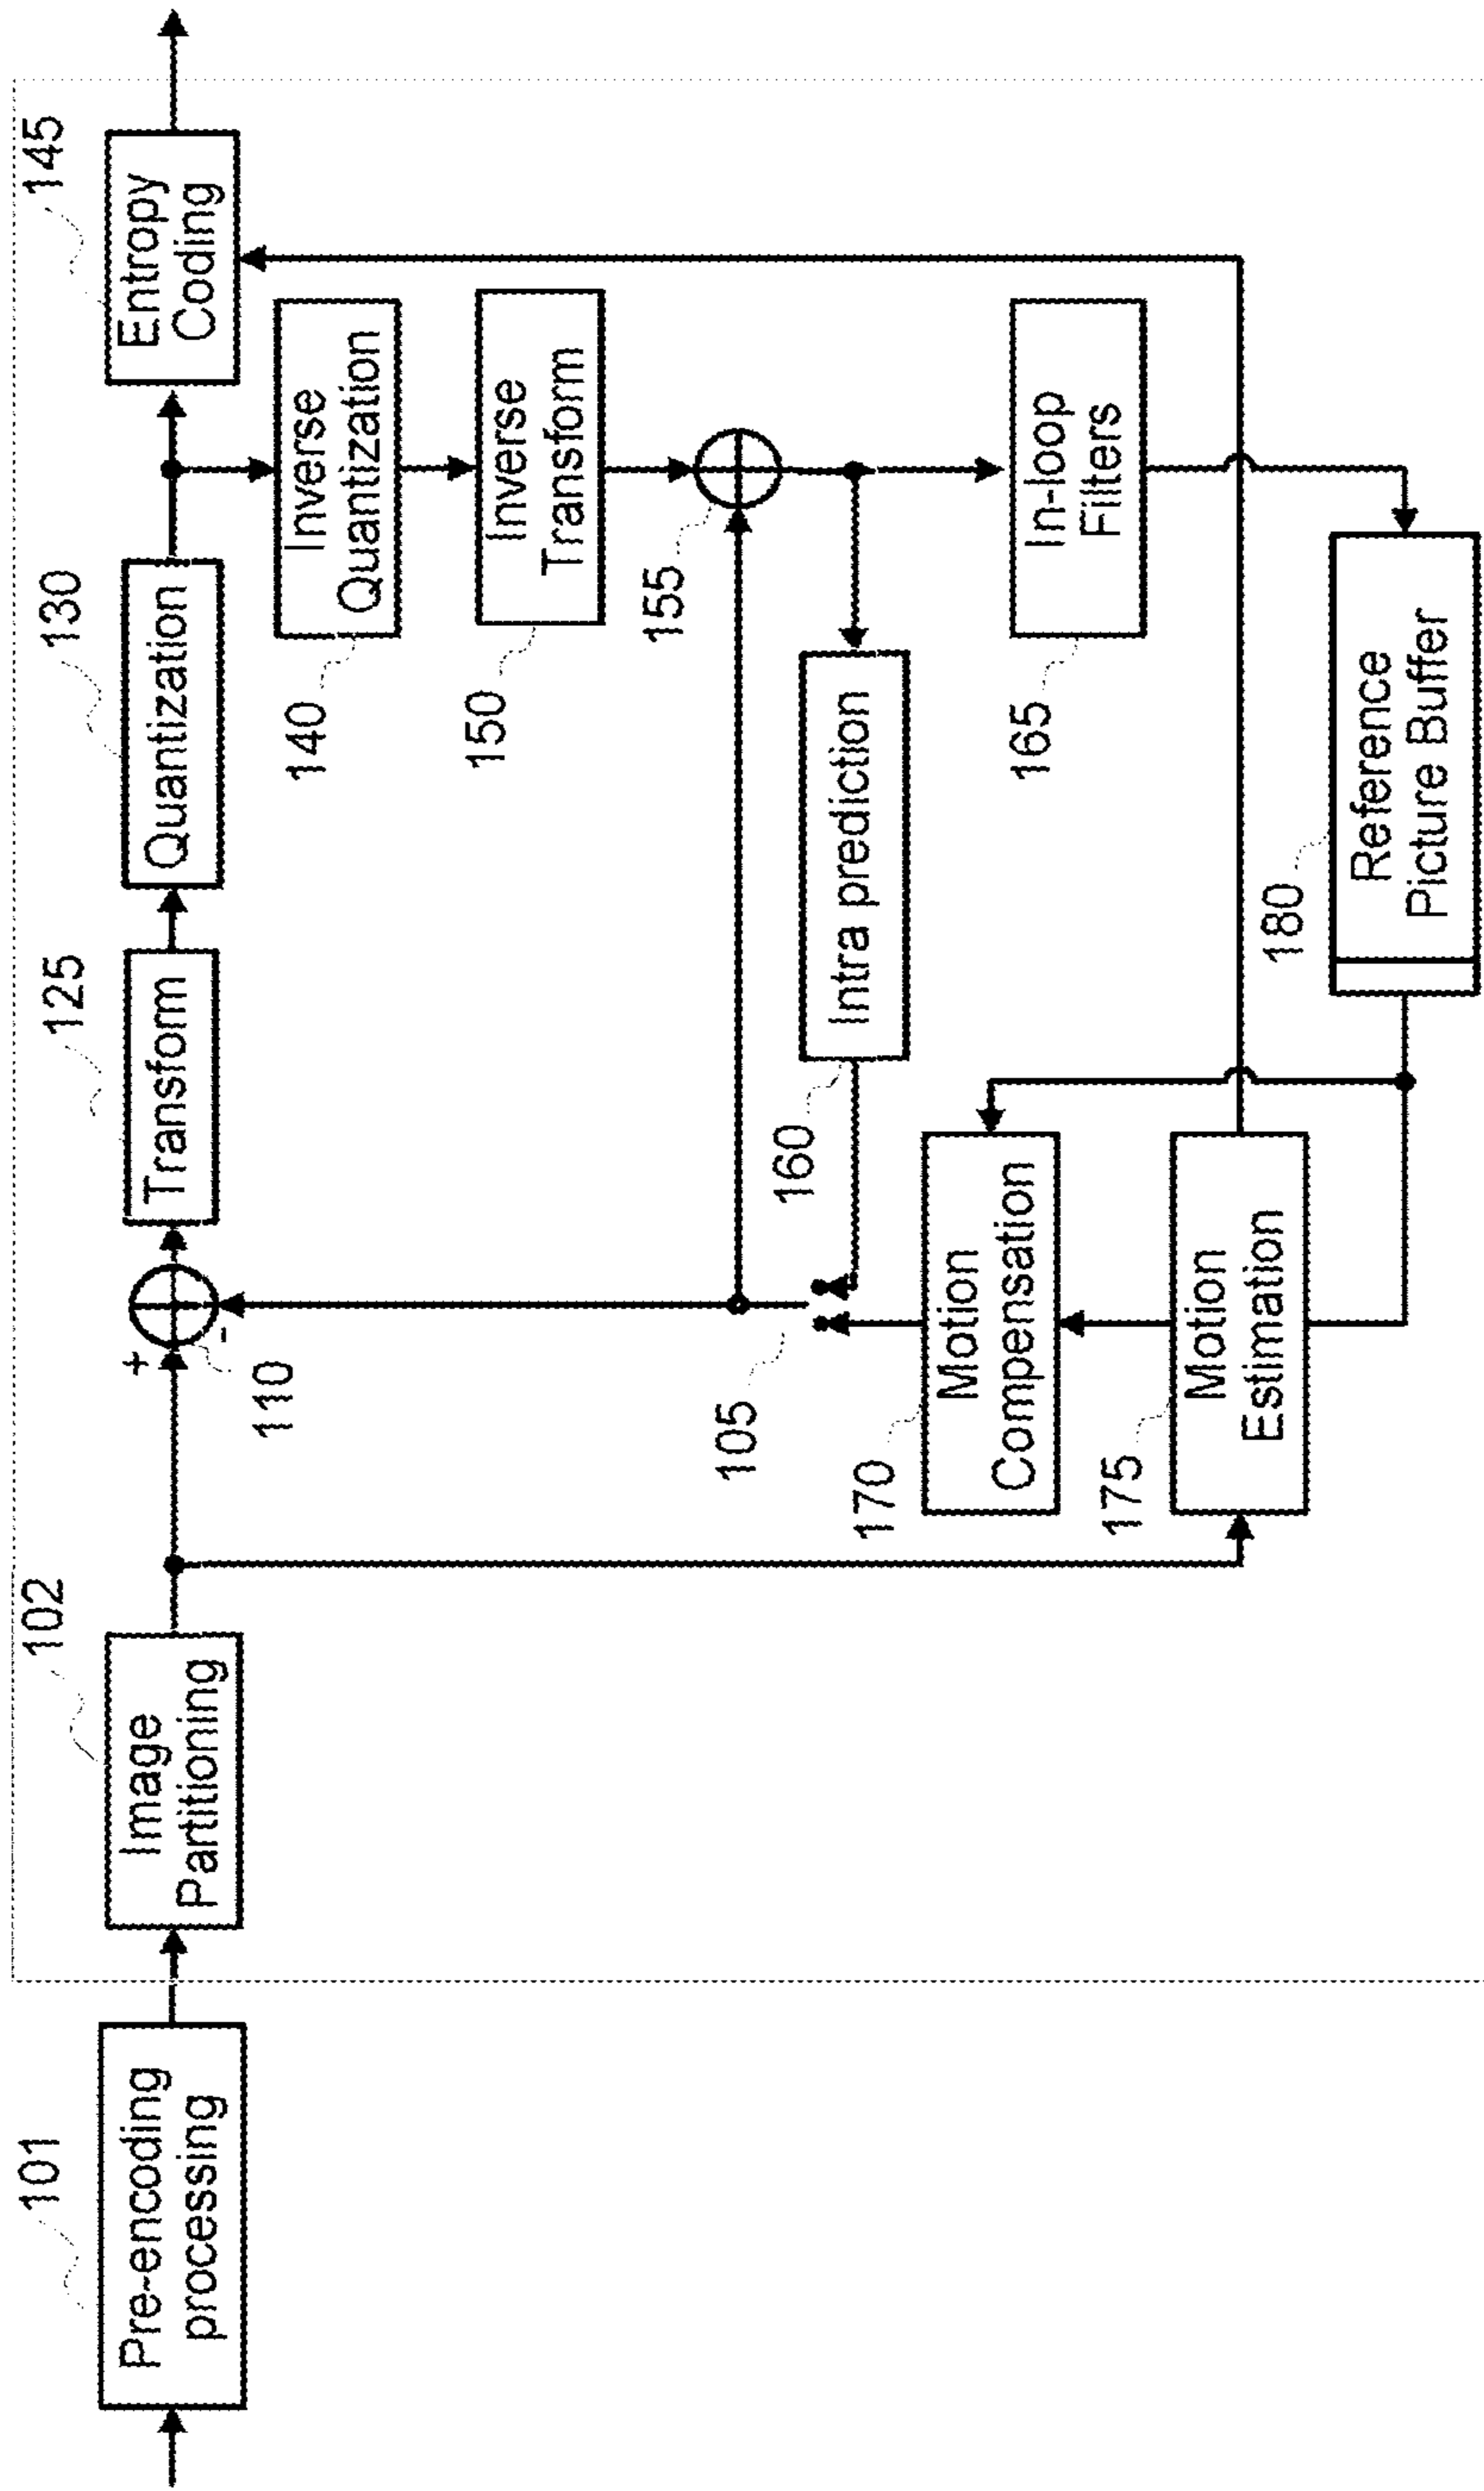 101
Pre-encoding
processing
102
Image
Partitioning
+
-
110
125
Transform
130
Quantization
145
Entropy
Coding
Inverse
Quantization
140
Inverse
Transform
150
155
105
Intra prediction
160
In-loop
Filters
165
Motion
Compensation
170
Motion
Estimation
175
Reference
Picture Buffer
180